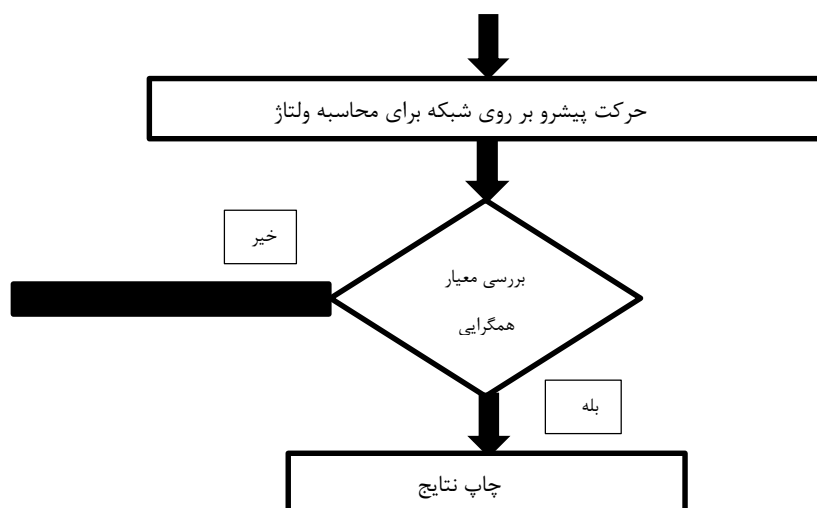 حرکت پیشرو بر روی شبکه برای محاسبه ولتاژ
خیر
بررسی معیار
همگرایی
بله
چاپ نتایج